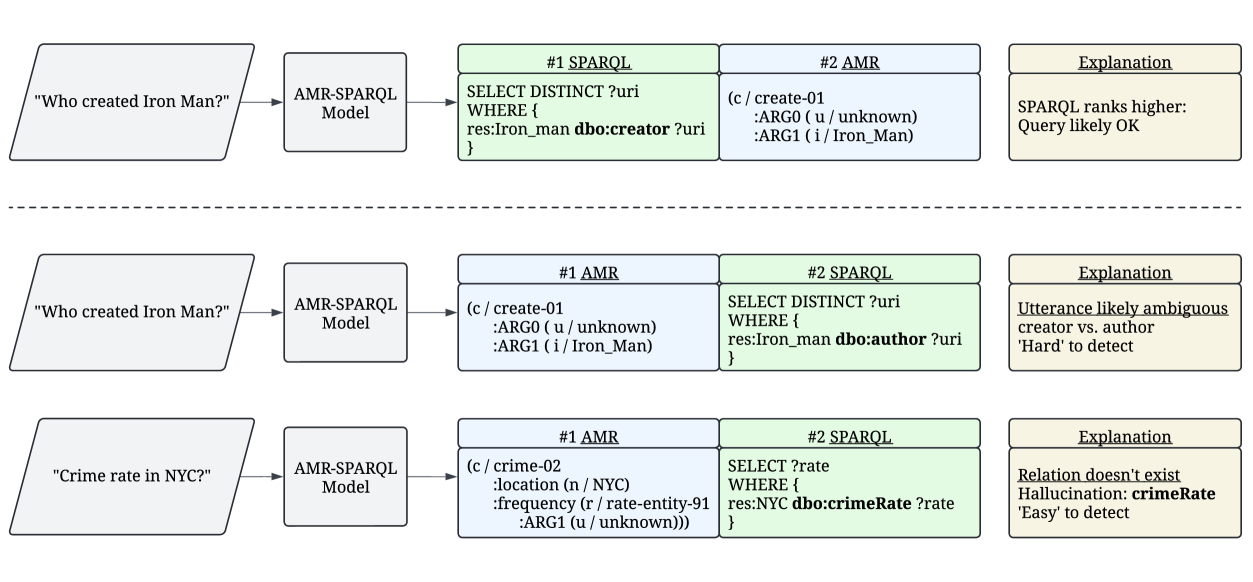 "Who created Iron Man?"
AMR-SPARQL
Model
#1 SPARQL
SELECT DISTINCT ?uri
WHERE {
res:Iron_man dbo:creator ?uri
}
#2 AMR
(c / create-01
:ARG0 ( u / unknown)
:ARG1 ( i / Iron_Man)
Explanation
SPARQL ranks higher:
Query likely OK
"Who created Iron Man?"
AMR-SPARQL
Model
#1 AMR
(c / create-01
:ARG0 ( u / unknown)
:ARG1 ( i / Iron_Man)
#2 SPARQL
SELECT DISTINCT ?uri
WHERE {
res:Iron_man dbo:author ?uri
}
Explanation
Utterance likely ambiguous
creator vs. author
'Hard' to detect
"Crime rate in NYC?"
AMR-SPARQL
Model
#1 AMR
(c / crime-02
:location (n / NYC)
:frequency (r / rate-entity-91
:ARG1 (u / unknown)))
#2 SPARQL
SELECT ?rate
WHERE {
res:NYC dbo:crimeRate ?rate
}
Explanation
Relation doesn't exist
Hallucination: crimeRate
'Easy' to detect